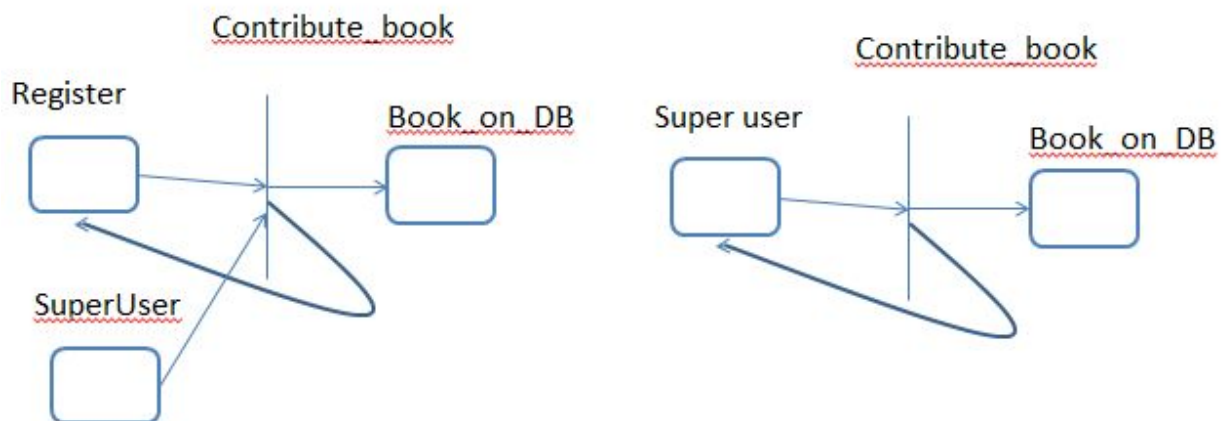 Contribute_book
Register
Book_on_DB
SuperUser
Contribute_book
Super user
Book_on_DB